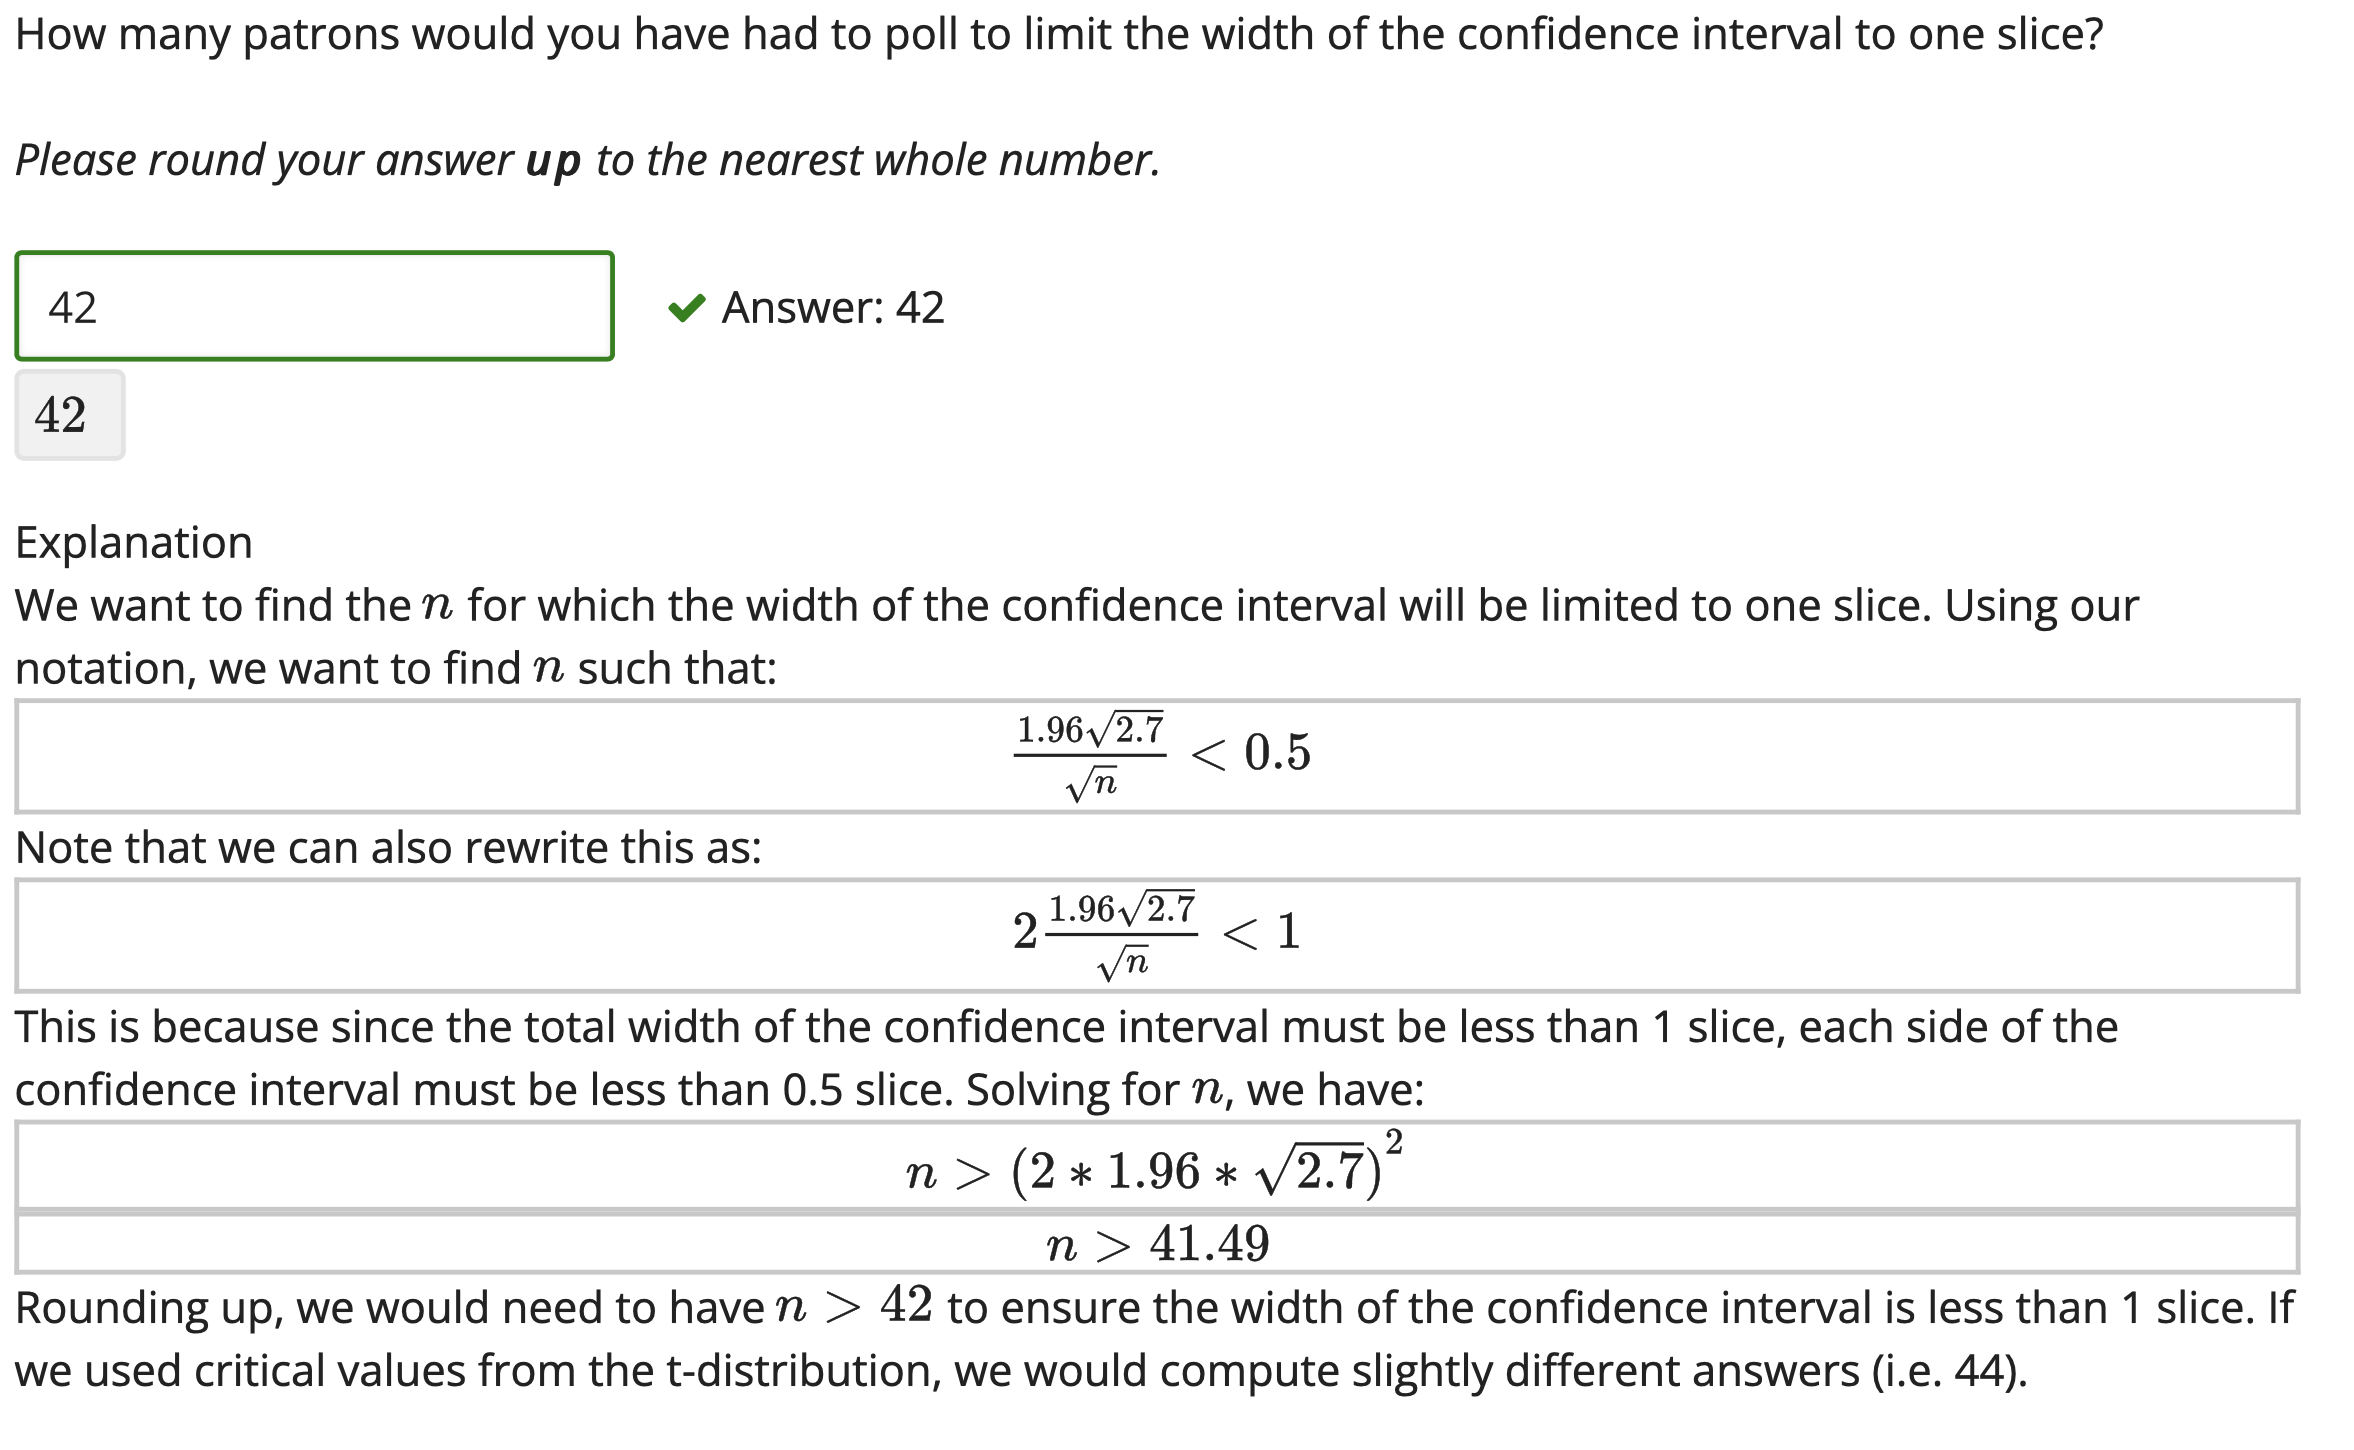 How many patrons would you have had to poll to limit the width of the confidence interval to one slice?
Please round your answer up to the nearest whole number.
42
Answer: 42
42
Explanation
We want to find the n for which the width of the confidence interval will be limited to one slice. Using our
notation, we want to find n such that:
1.96√2.7/√n < 0.5
Note that we can also rewrite this as:
2 1.96√2.7/√n < 1
This is because since the total width of the confidence interval must be less than 1 slice, each side of the
confidence interval must be less than 0.5 slice. Solving for n, we have:
n > (2 * 1.96 * √2.7)²
n > 41.49
Rounding up, we would need to have n > 42 to ensure the width of the confidence interval is less than 1 slice. If
we used critical values from the t-distribution, we would compute slightly different answers (i.e. 44).